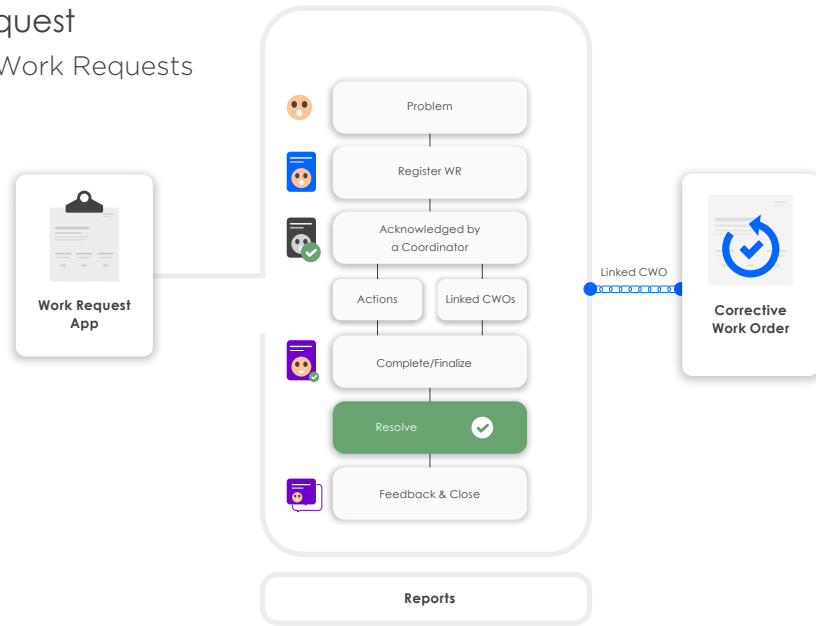 quest
Work Requests
Problem
Register WR
Acknowledged by
a Coordinator
Actions
Linked CWOs
Complete/Finalize
Resolve
Feedback & Close
Work Request
App
Linked CWO
Corrective
Work Order
Reports